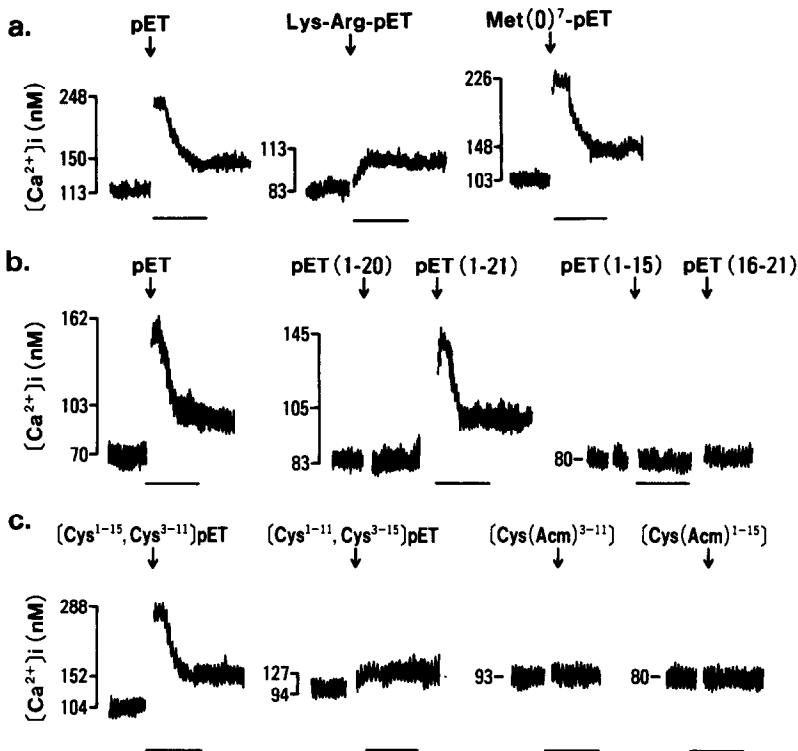 a.
pET
Lys-Arg-pET
Met(O)⁷-pET
[Ca²⁺]i (nM)
248
150
113
113
83
226
148
103
b.
pET
pET (1-20)
pET (1-21)
pET (1-15)
pET (16-21)
[Ca²⁺]i (nM)
162
103
70
145
105
83
80
c.
[Cys¹⁻¹⁵, Cys³⁻¹¹]pET
[Cys¹⁻¹¹, Cys³⁻¹⁵]pET
[Cys(Acm)³⁻¹¹]
[Cys(Acm)¹⁻¹⁵]
[Ca²⁺]i (nM)
288
152
104
127
94
93
80